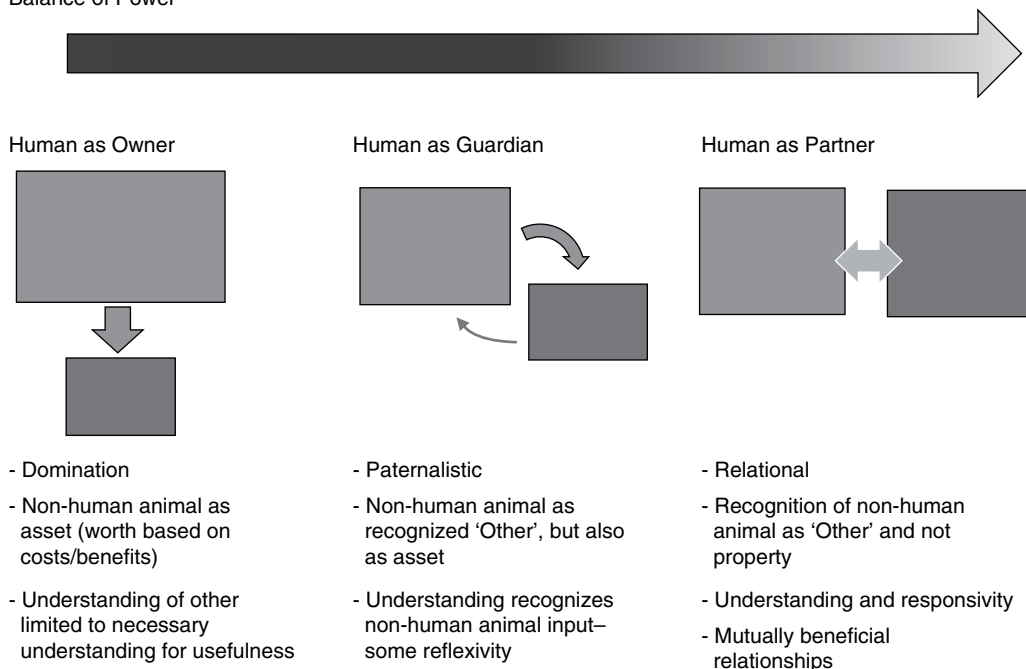 Balance of Power
Human as Owner
Human as Guardian
Human as Partner
- Domination
- Non-human animal as
asset (worth based on
costs/benefits)
- Understanding of other
limited to necessary
understanding for usefulness
- Paternalistic
- Non-human animal as
recognized ‘Other’, but also
as asset
- Understanding recognizes
non-human animal input–
some reflexivity
- Relational
- Recognition of non-human
animal as ‘Other’ and not
property
- Understanding and responsivity
- Mutually beneficial
relationships